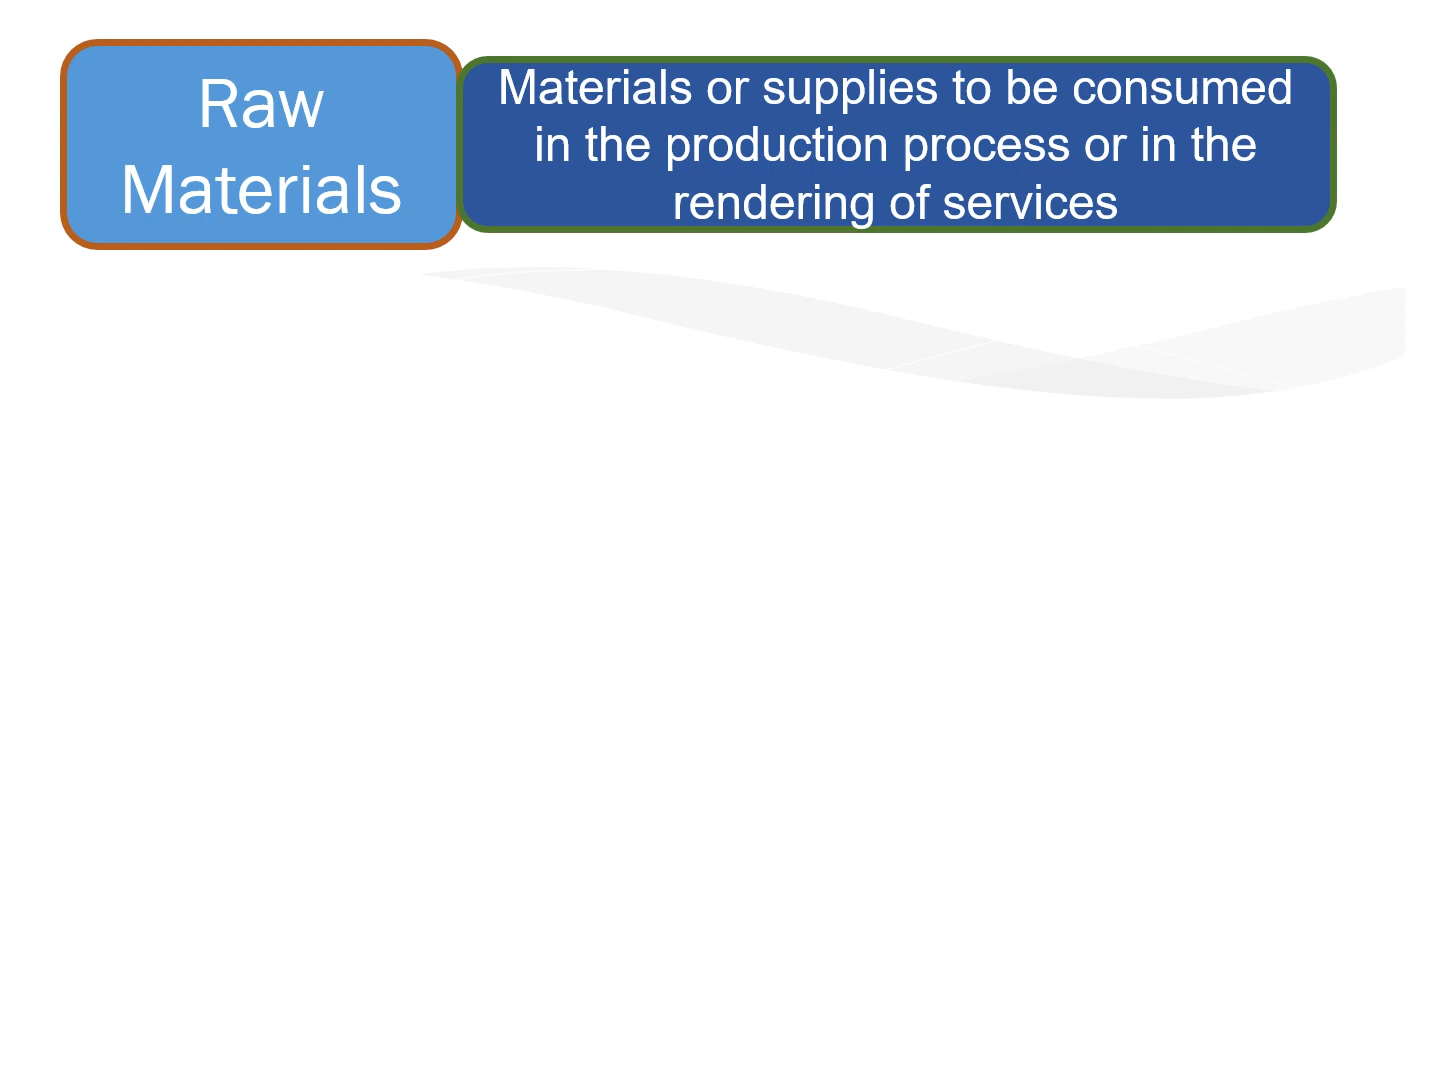 Raw
Materials
Materials or supplies to be consumed
in the production process or in the
rendering of services